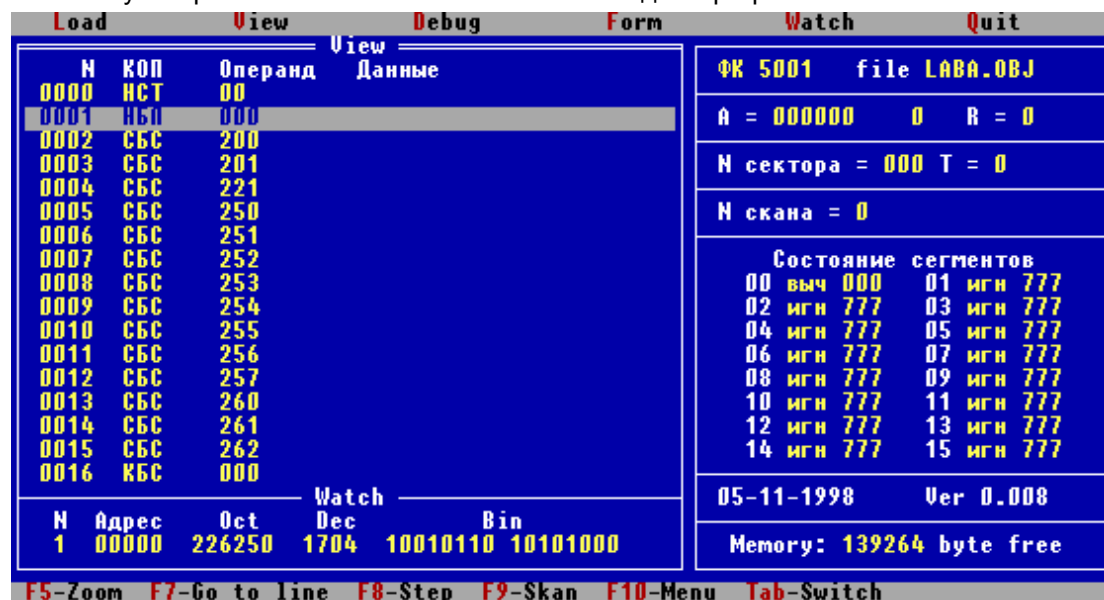 Load View Debug Form Watch Quit
View
N КОП Операнд Данные
0000 НСТ 00
0001 НБП 000
0002 СБС 200
0003 СБС 201
0004 СБС 221
0005 СБС 250
0006 СБС 251
0007 СБС 252
0008 СБС 253
0009 СБС 254
0010 СБС 255
0011 СБС 256
0012 СБС 257
0013 СБС 260
0014 СБС 261
0015 СБС 262
0016 КБС 000
Watch
N Адрес Oct Dec Bin
1 00000 226250 1704 10010110 10101000
ФК 5001 file LABA.OBJ
A = 000000 0 R = 0
N сектора = 000 T = 0
N скана = 0
Состояние сегментов
00 выч 000 01 игн 777
02 игн 777 03 игн 777
04 игн 777 05 игн 777
06 игн 777 07 игн 777
08 игн 777 09 игн 777
10 игн 777 11 игн 777
12 игн 777 13 игн 777
14 игн 777 15 игн 777
05-11-1998 Ver 0.008
Memory: 139264 byte free
F5-Zoom F7-Go to line F8-Step F9-Skan F10-Menu Tab-Switch